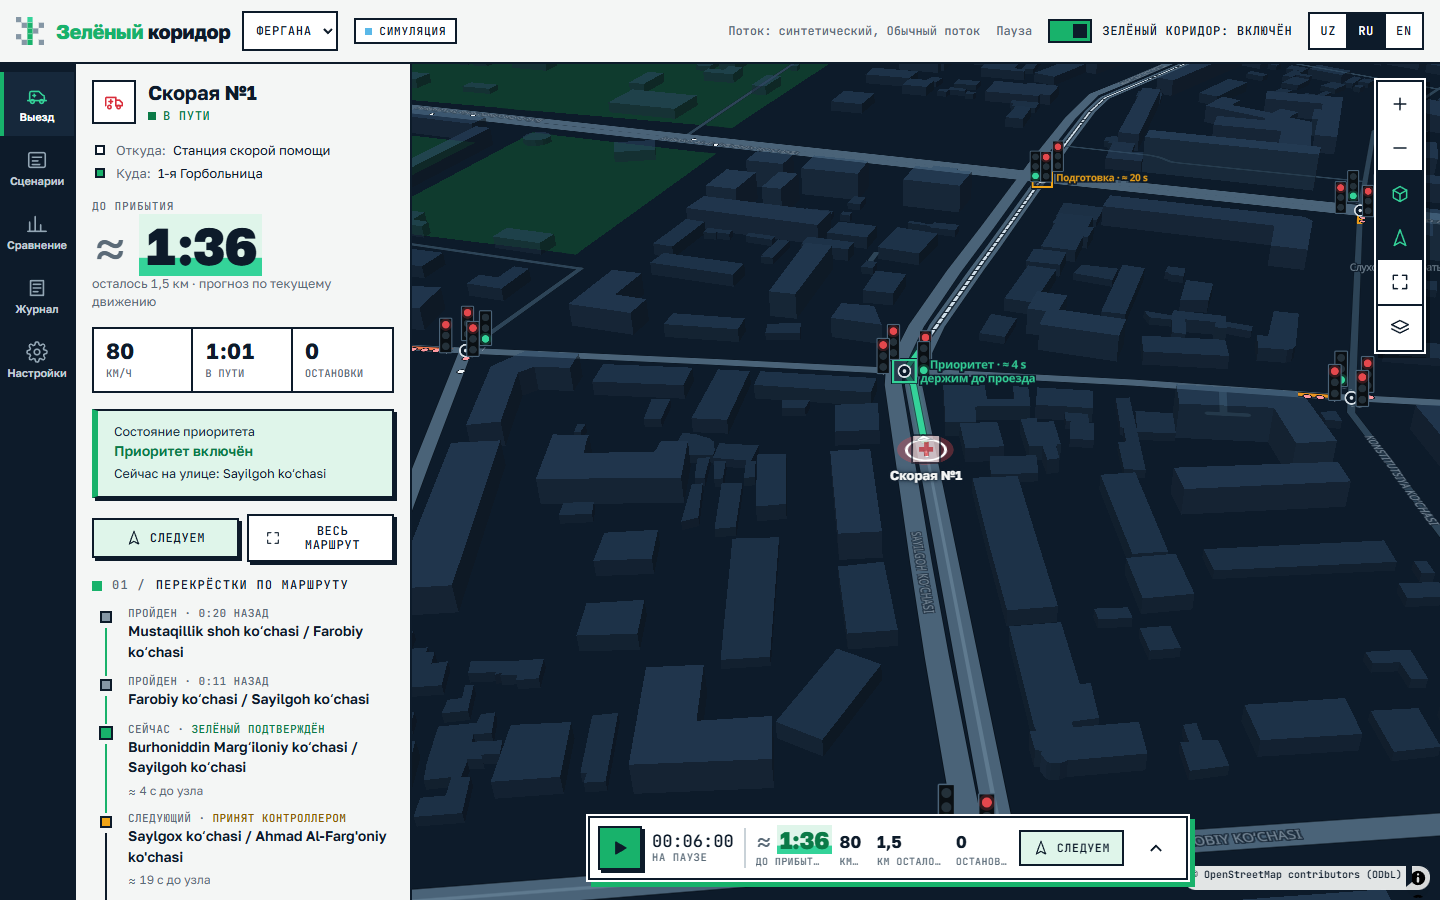 Зелёный коридор
ФЕРГАНА
СИМУЛЯЦИЯ
Поток: синтетический, Обычный поток
Пауза
ЗЕЛЁНЫЙ КОРИДОР: ВКЛЮЧЁН
UZ
RU
EN
Выезд
Сценарии
Сравнение
Журнал
Настройки
Скорая №1
В ПУТИ
Откуда: Станция скорой помощи
Куда: 1-я Горбольница
ДО ПРИБЫТИЯ
≈ 1:36
осталось 1,5 км · прогноз по текущему
движению
80
КМ/Ч
1:01
В ПУТИ
0
ОСТАНОВКИ
Состояние приоритета
Приоритет включён
Сейчас на улице: Sayilgoh ko‘chasi
СЛЕДУЕМ
ВЕСЬ
МАРШРУТ
01 / ПЕРЕКРЁСТКИ ПО МАРШРУТУ
ПРОЙДЕН · 0:20 НАЗАД
Mustaqillik shoh ko‘chasi / Farobiy
ko‘chasi
ПРОЙДЕН · 0:11 НАЗАД
Farobiy ko‘chasi / Sayilgoh ko‘chasi
СЕЙЧАС · ЗЕЛЁНЫЙ ПОДТВЕРЖДЁН
Burhoniddin Marg‘iloniy ko‘chasi /
Sayilgoh ko‘chasi
≈ 4 с до узла
СЛЕДУЮЩИЙ · ПРИНЯТ КОНТРОЛЛЕРОМ
Saylgox ko‘chasi / Ahmad Al-Farg'oniy
ko'chasi
≈ 19 с до узла
Подготовка · ≈ 20 s
Приоритет · ≈ 4 s
держим до проезда
Скорая №1
SAYILGOH KO‘CHASI
KONSTITUTSIYA KO‘CHASI
OBIY KO‘CHASI
00:06:00
НА ПАУЗЕ
≈ 1:36
ДО ПРИБЫТ…
80
КМ…
1,5
КМ ОСТАЛО…
0
ОСТАНОВ…
СЛЕДУЕМ
© OpenStreetMap contributors (ODbL)